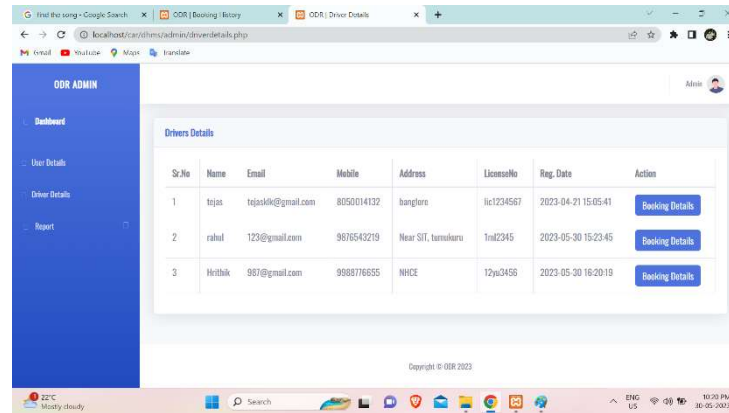 Find the song - Google Search
ODR | Booking History
ODR | Driver Details
localhost/car/dhms/admin/driverdetails.php
Gmail YouTube Maps Translate
ODR ADMIN
Admin
Dashboard
User Details
Driver Details
Report
Drivers Details
Sr.No Name Email Mobile Address LicenseNo Reg. Date Action
1 tejas tejasklk@gmail.com 8050014132 banglore lic1234567 2023-04-21 15:05:41 Booking Details
2 rahul 123@gmail.com 9876543219 Near SIT, tumukuru 1rnl2345 2023-05-30 15:23:45 Booking Details
3 Hrithik 987@gmail.com 9988776655 NHCE 12yu3456 2023-05-30 16:20:19 Booking Details
Copyright © ODR 2023
22°C
Mostly cloudy
Search
ENG
US
10:20 PM
30-05-2023